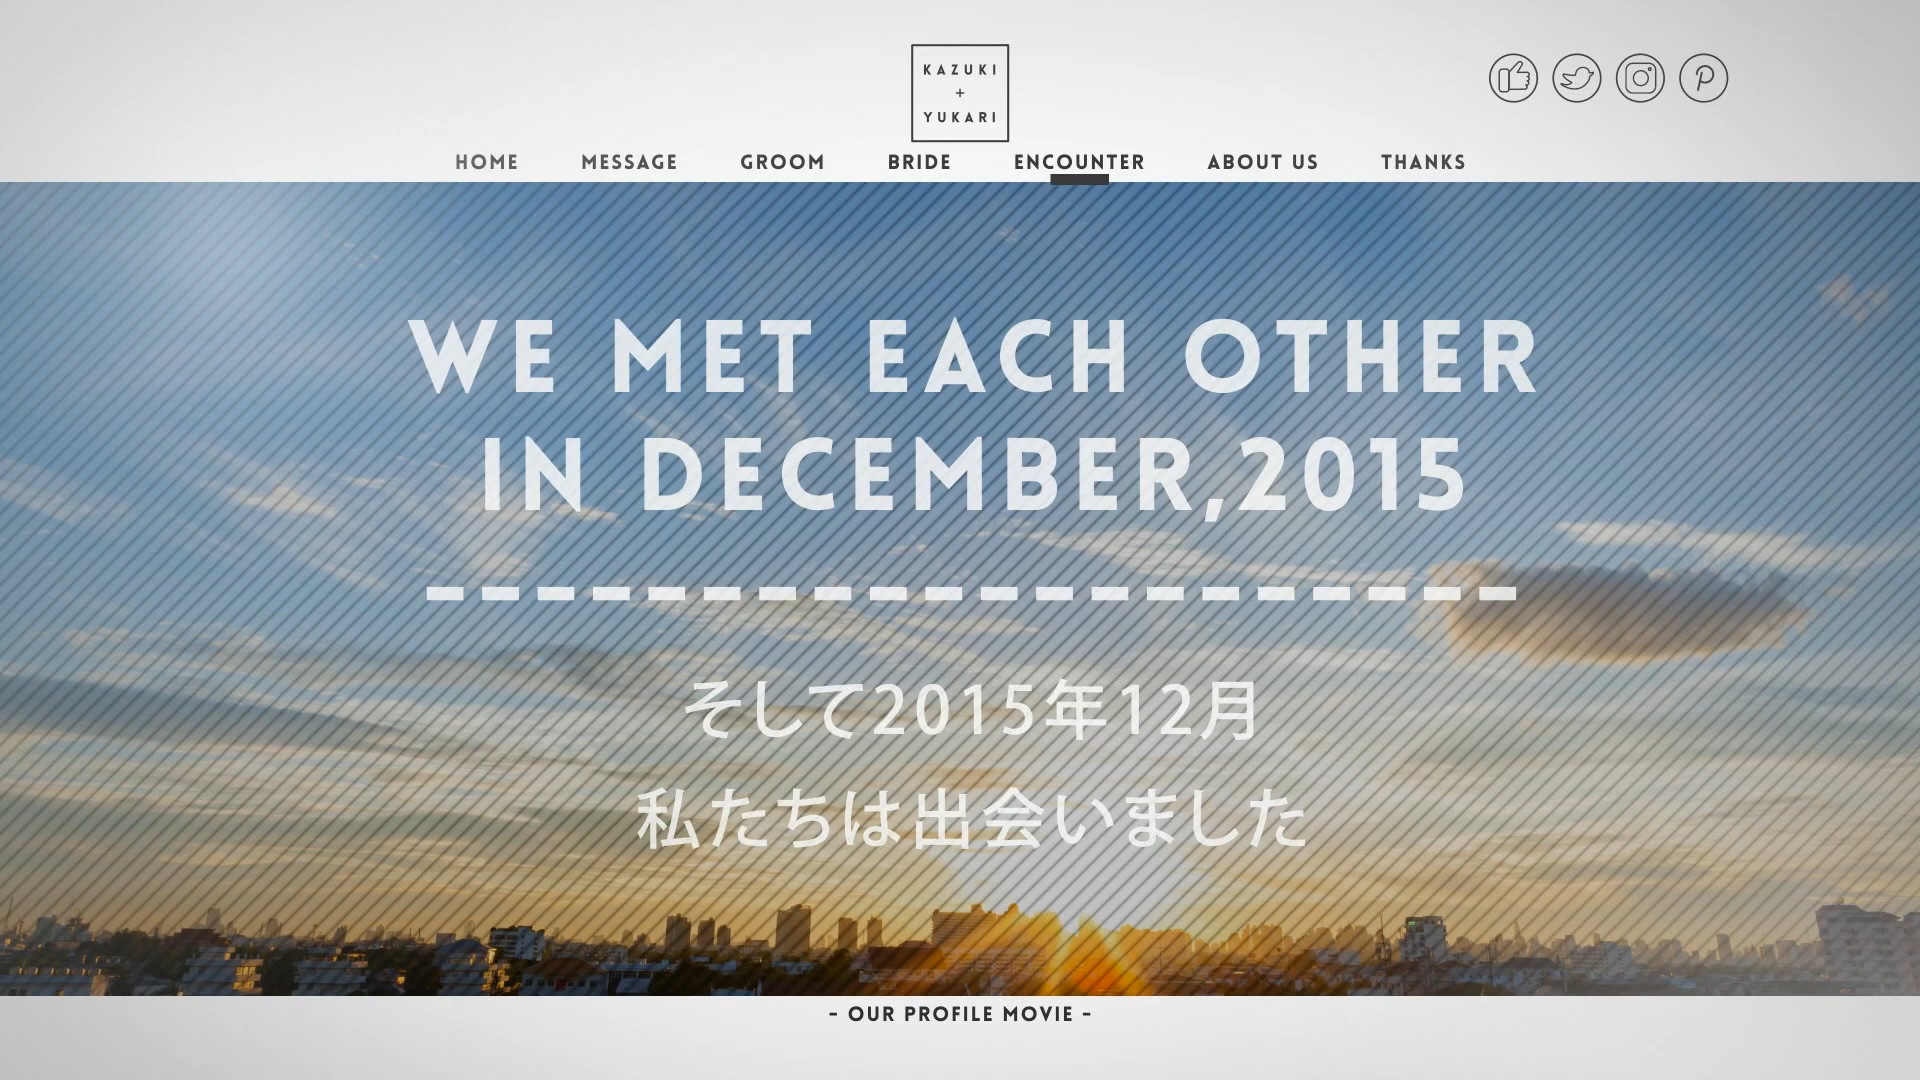 KAZUKI
+
YUKARI
HOME MESSAGE GROOM BRIDE ENCOUNTER ABOUT US THANKS
WE MET EACH OTHER
IN DECEMBER,2015
そして2015年12月
私たちは出会いました
- OUR PROFILE MOVIE -